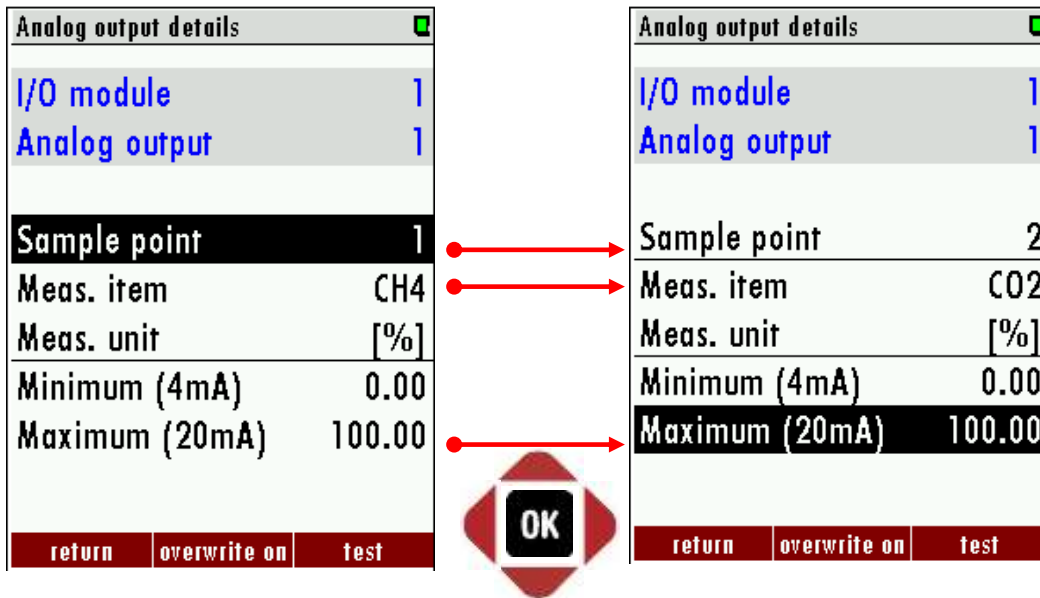 Analog output details
I/O module 1
Analog output 1
Sample point 1
Meas. item CH4
Meas. unit [%]
Minimum (4mA) 0.00
Maximum (20mA) 100.00
return overwrite on test
OK
Analog output details
I/O module 1
Analog output 1
Sample point 2
Meas. item CO2
Meas. unit [%]
Minimum (4mA) 0.00
Maximum (20mA) 100.00
return overwrite on test